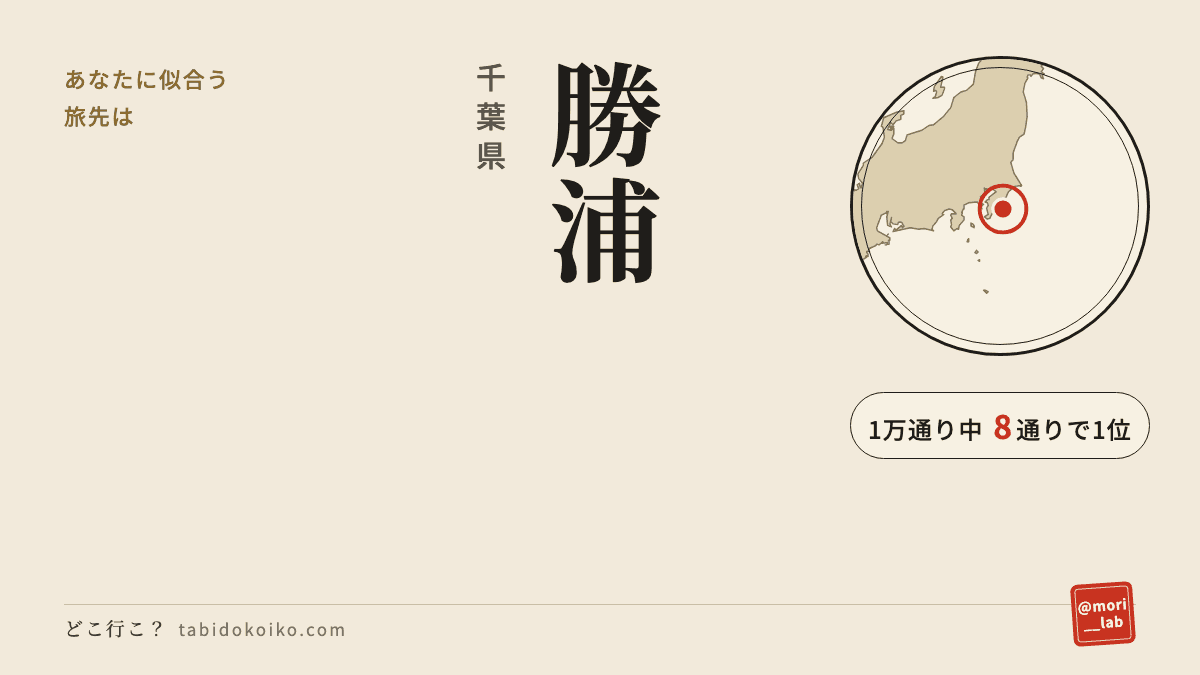 あなたに似合う
旅先は
勝浦
千葉県
1万通り中 8通りで1位
どこ行こ？ tabidokoiko.com
@mori
__lab